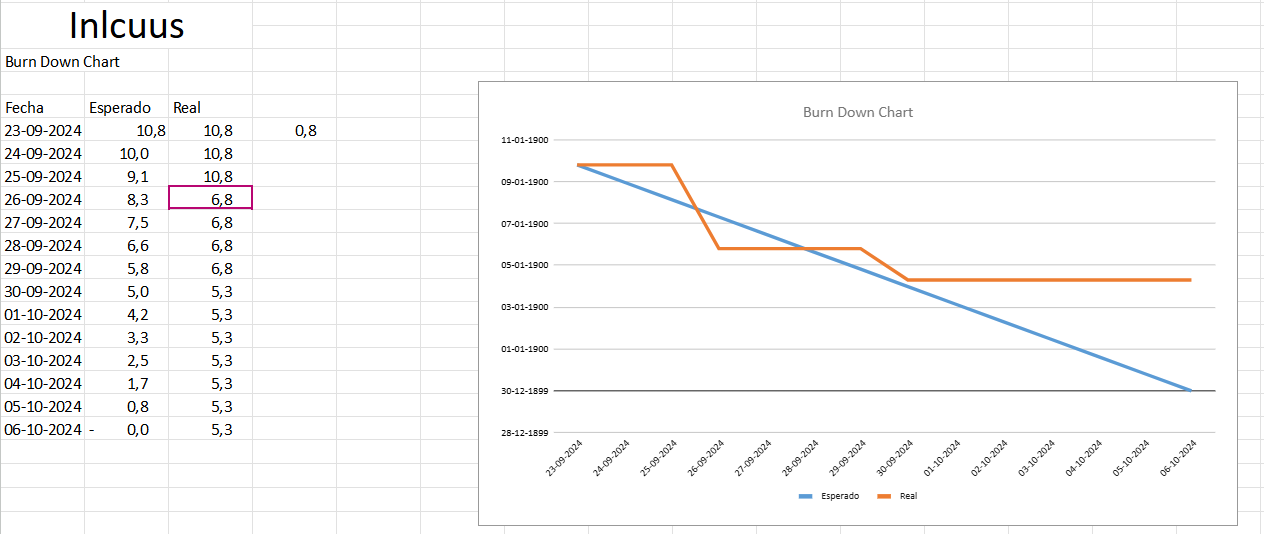 Inlcuus
Burn Down Chart
Fecha Esperado Real
23-09-2024 10,8 10,8 0,8
24-09-2024 10,0 10,8
25-09-2024 9,1 10,8
26-09-2024 8,3 6,8
27-09-2024 7,5 6,8
28-09-2024 6,6 6,8
29-09-2024 5,8 6,8
30-09-2024 5,0 5,3
01-10-2024 4,2 5,3
02-10-2024 3,3 5,3
03-10-2024 2,5 5,3
04-10-2024 1,7 5,3
05-10-2024 0,8 5,3
06-10-2024 - 0,0 5,3
Burn Down Chart
11-01-1900
09-01-1900
07-01-1900
05-01-1900
03-01-1900
01-01-1900
30-12-1899
28-12-1899
23-09-2024 24-09-2024 25-09-2024 26-09-2024 27-09-2024 28-09-2024 29-09-2024 30-09-2024 01-10-2024 02-10-2024 03-10-2024 04-10-2024 05-10-2024 06-10-2024
Esperado Real